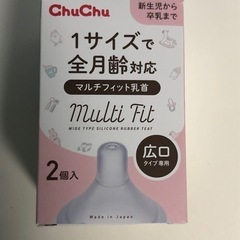 ChuChu
新生児から
卒乳まで
1サイズで
全月齢対応
マルチフィット乳首
Multi Fit
WIDE TYPE SILICONE RUBBER TEAT
2個入
広口
タイプ専用
Made in Japan